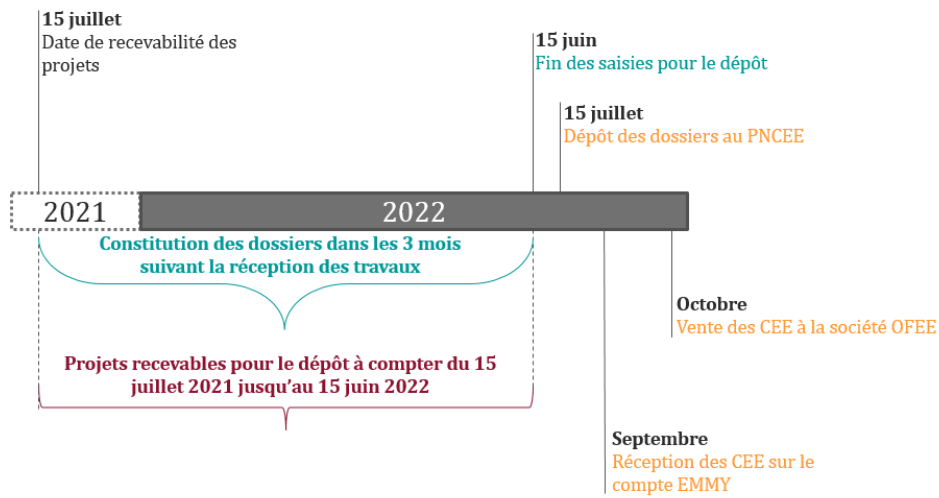 15 juillet
Date de recevabilité des
projets
15 juin
Fin des saisies pour le dépôt
15 juillet
Dépôt des dossiers au PNCEE
2021
2022
Constitution des dossiers dans les 3 mois
suivant la réception des travaux
Octobre
Vente des CEE à la société OFEE
Projets recevables pour le dépôt à compter du 15
juillet 2021 jusqu’au 15 juin 2022
Septembre
Réception des CEE sur le
compte EMMY